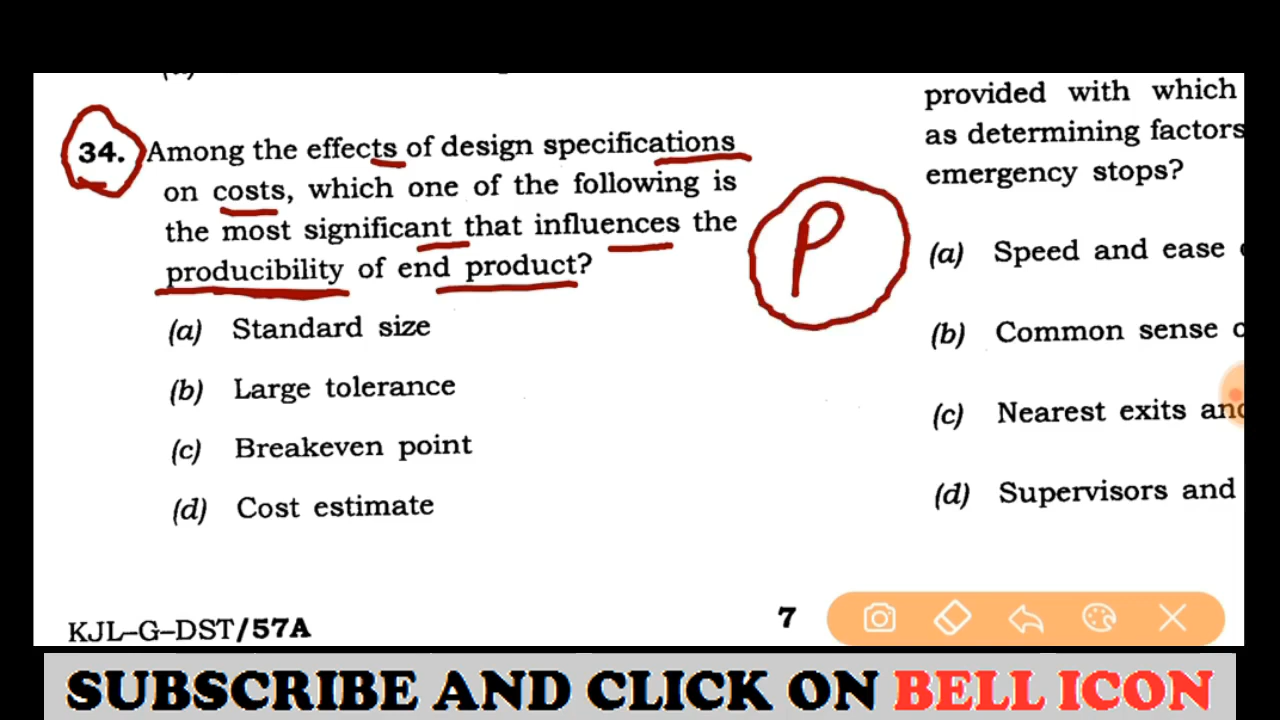 34. Among the effects of design specifications
on costs, which one of the following is
the most significant that influences the
producibility of end product?
(a) Standard size
(b) Large tolerance
(c) Breakeven point
(d) Cost estimate
KJL–G–DST/57A
7
P
provided with which
as determining factors
emergency stops?
(a) Speed and ease
(b) Common sense
(c) Nearest exits and
(d) Supervisors and
SUBSCRIBE AND CLICK ON BELL ICON